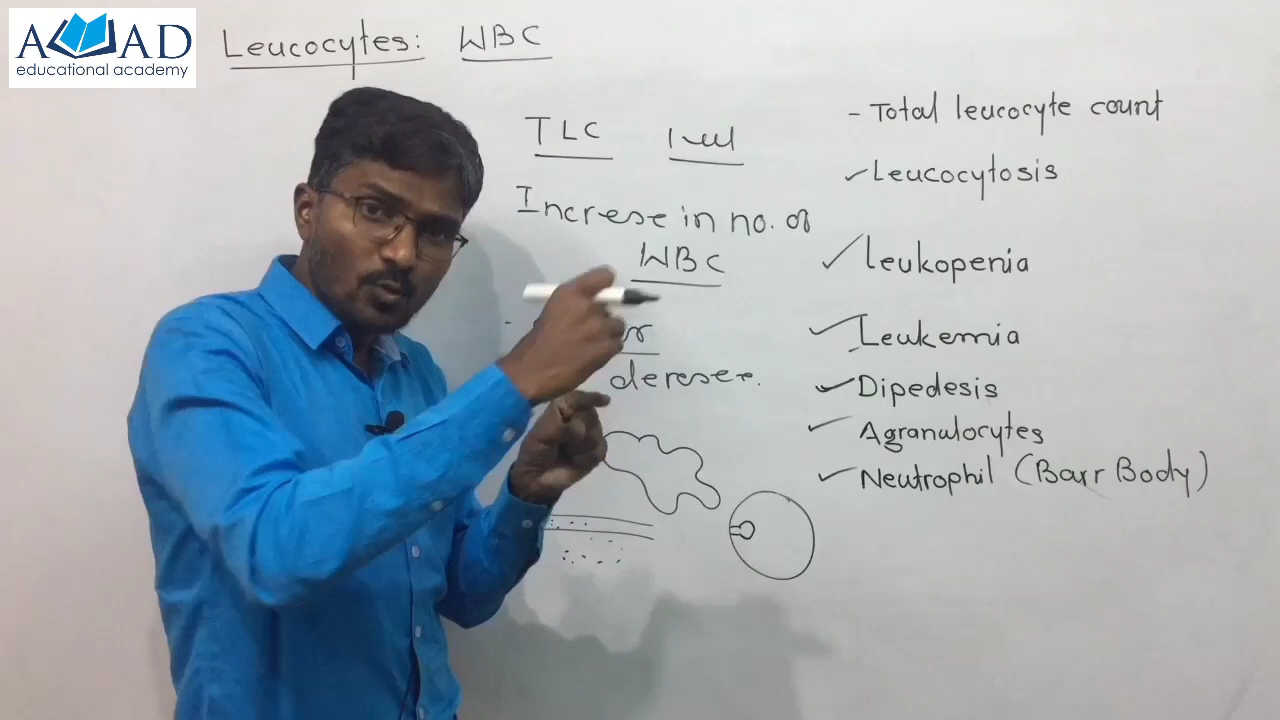 AMAD
educational academy
Leucocytes: WBC
TLC
Increse in no. of
WBC
derese
- Total leucocyte count
Leucocytosis
Leukopenia
Leukemia
Dipedesis
Agranulocytes
Neutrophil (Barr Body)